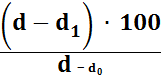 (d – d₁) · 100
d – d₀